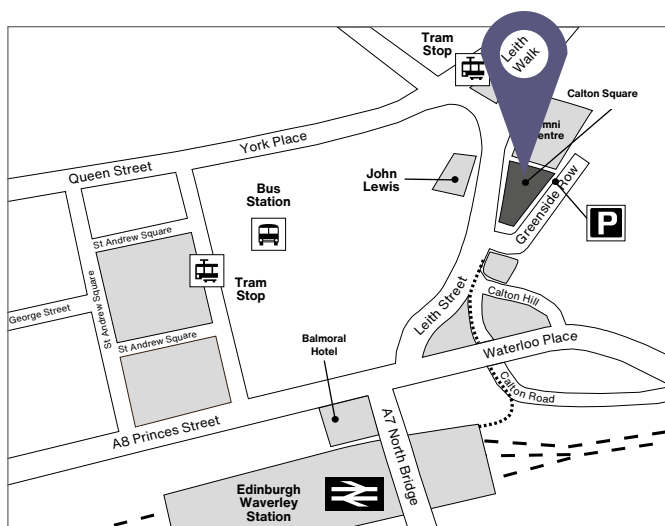 Tram
Stop
Leith
Walk
Calton Square
Omni
Centre
York Place
Queen Street
John
Lewis
Bus
Station
Greenside Row
P
St Andrew Square
St Andrew Square
Tram
Stop
George Street
Leith Street
Calton Hill
St Andrew Square
Balmoral
Hotel
Waterloo Place
Calton Road
A8 Princes Street
A7 North Bridge
Edinburgh
Waverley
Station